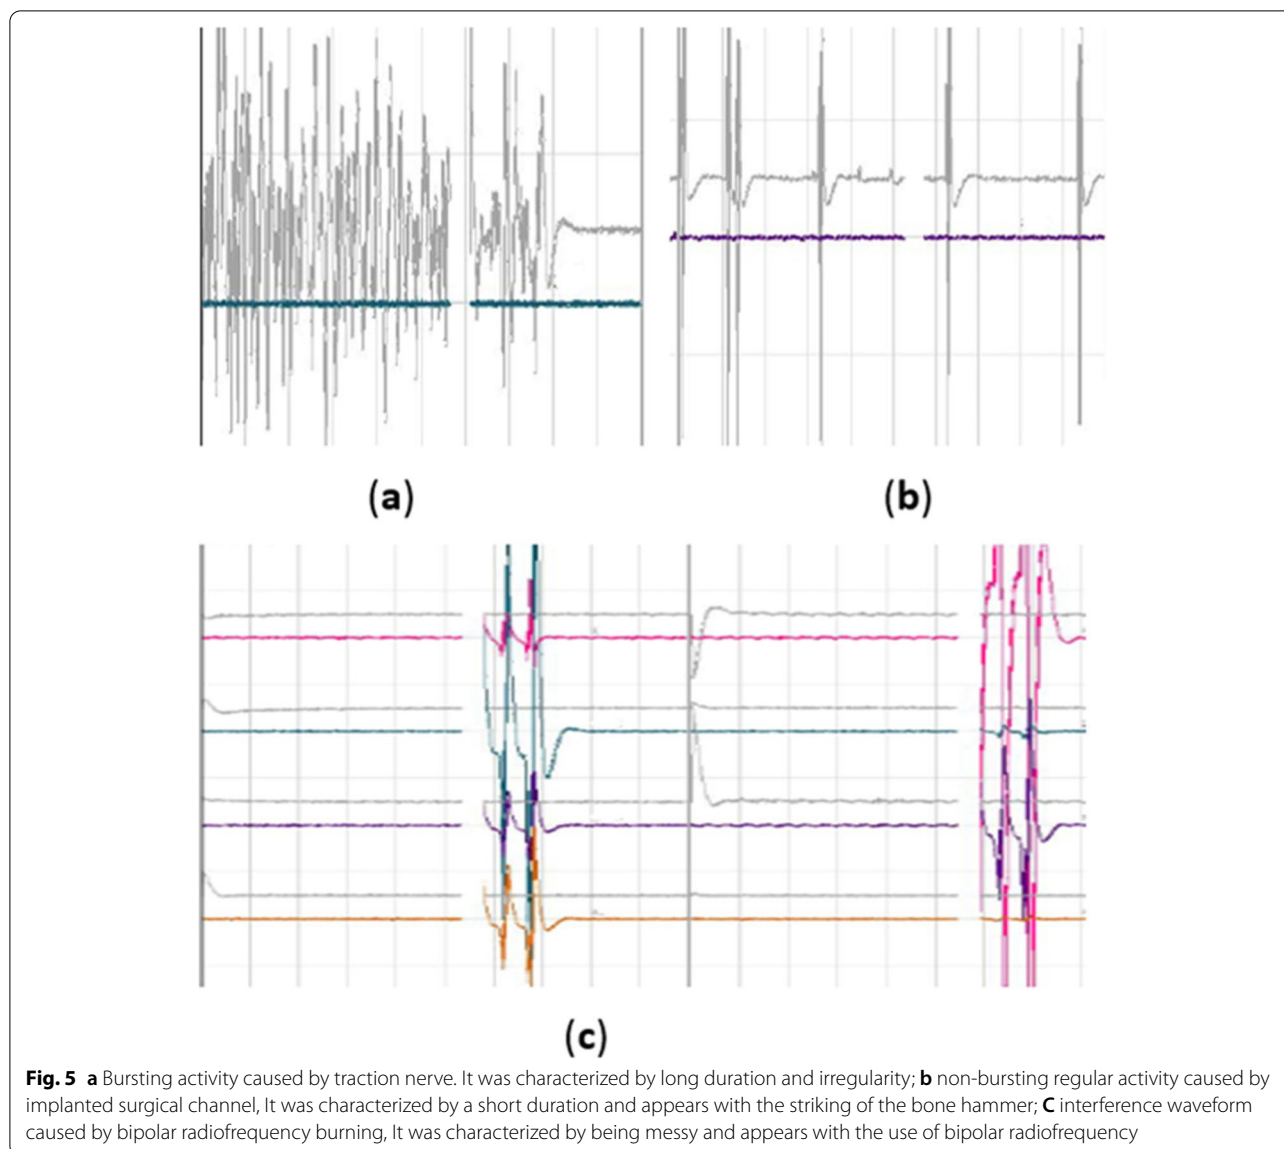 (a)
(b)
(c)
Fig. 5 a Bursting activity caused by traction nerve. It was characterized by long duration and irregularity; b non-bursting regular activity caused by
implanted surgical channel, It was characterized by a short duration and appears with the striking of the bone hammer; C interference waveform
caused by bipolar radiofrequency burning, It was characterized by being messy and appears with the use of bipolar radiofrequency